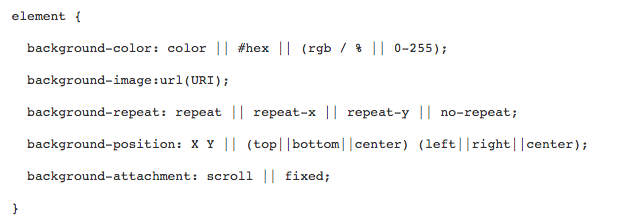 element {
background-color: color || #hex || (rgb / % || 0-255);
background-image:url(URI);
background-repeat: repeat || repeat-x || repeat-y || no-repeat;
background-position: X Y || (top||bottom||center) (left||right||center);
background-attachment: scroll || fixed;
}